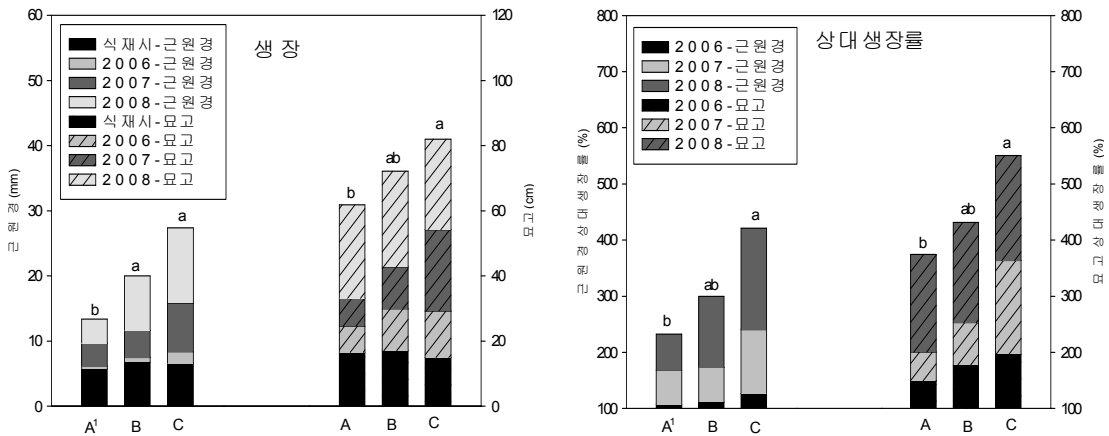 생 장
식재시-근원경
2006-근원경
2007-근원경
2008-근원경
식재시-묘고
2006-묘고
2007-묘고
2008-묘고
근원경 (mm)
60
50
40
30
20
10
0
묘고 (cm)
120
100
80
60
40
20
0
b
a
a
b
ab
a
A¹ B C A B C
상대생장률
2006-근원경
2007-근원경
2008-근원경
2006-묘고
2007-묘고
2008-묘고
근원경상대생장률 (%)
800
700
600
500
400
300
200
100
묘고상대생장률 (%)
800
700
600
500
400
300
200
100
b
ab
a
b
ab
a
A¹ B C A B C